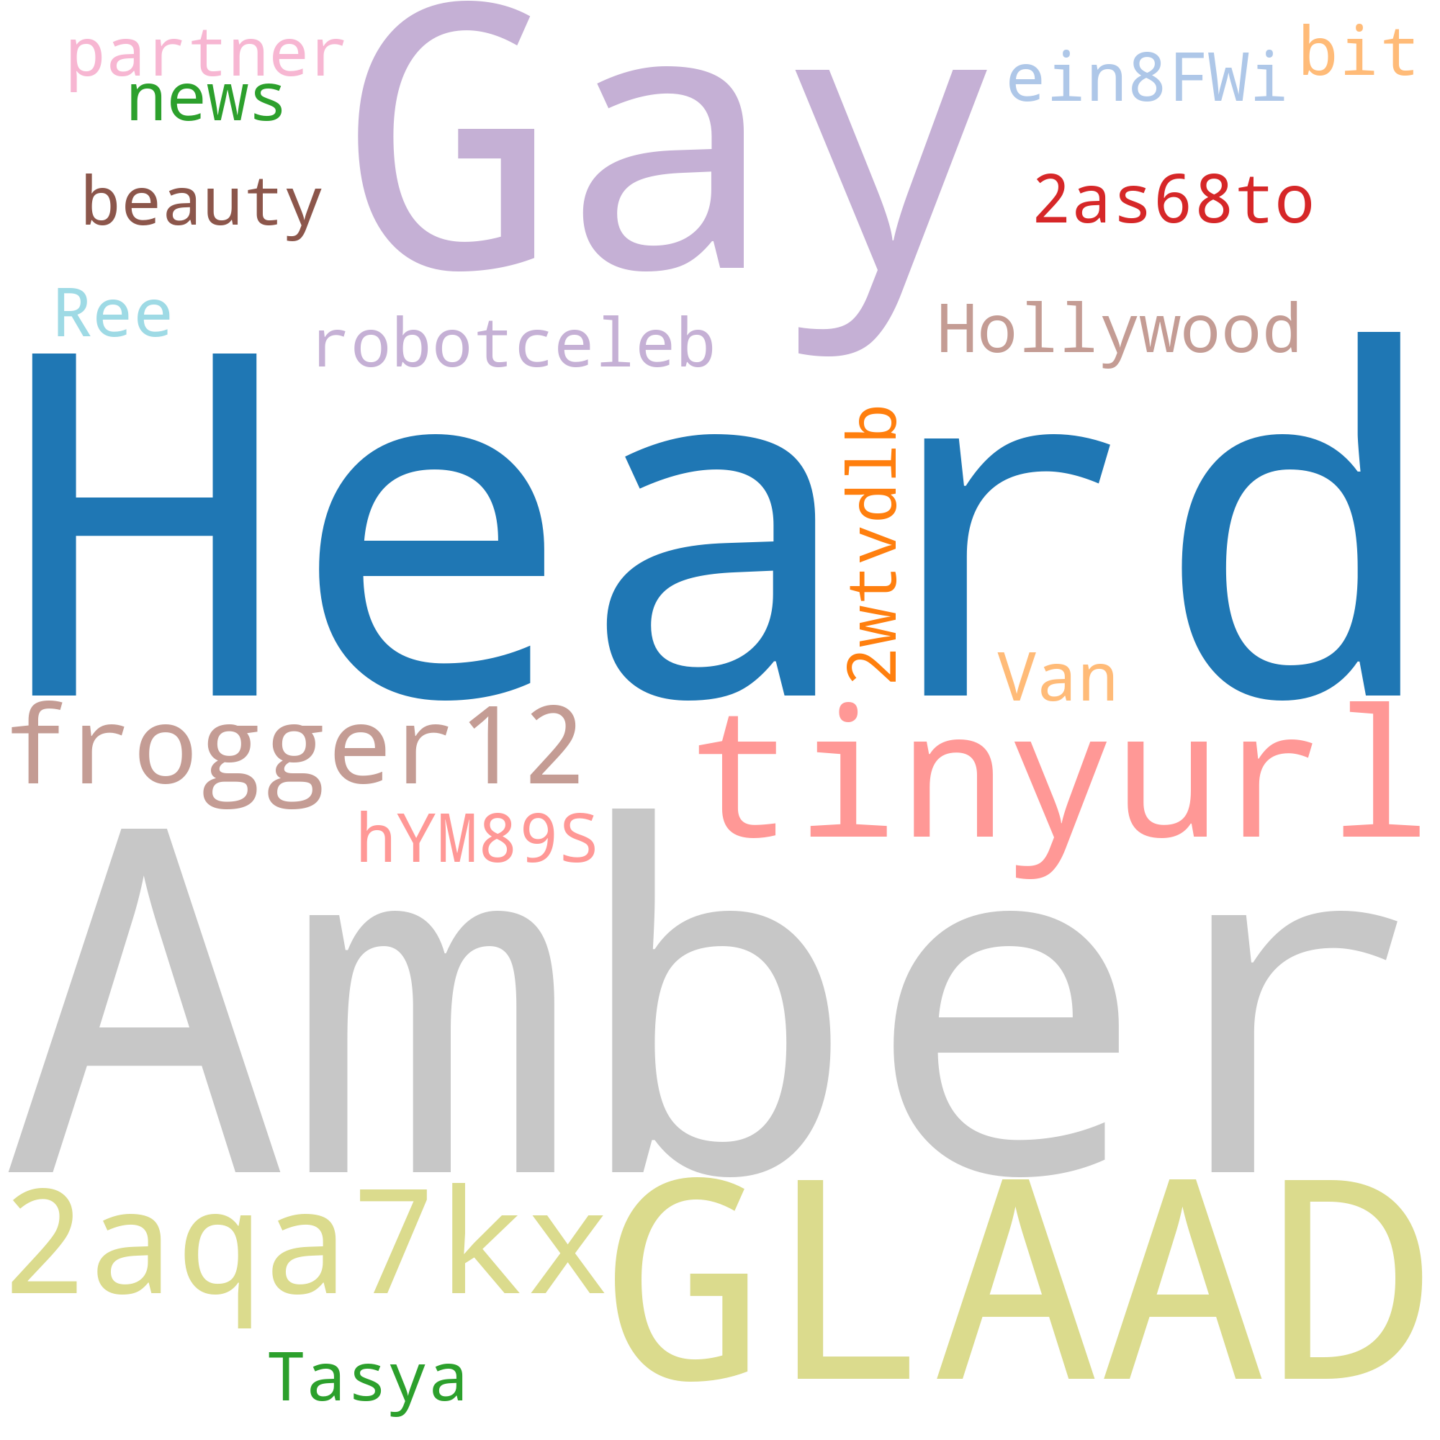 partner
Gay
ein8FWi
bit
news
beauty
2as68to
Ree
robotceleb
Hollywood
Heard
2wtvdlb
Van
frogger12
tinyurl
hYM89S
Amber
2aqa7kx
GLAAD
Tasya